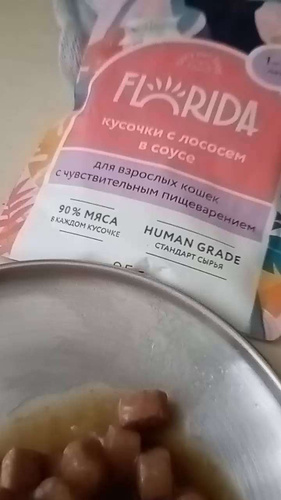 FLORIDA
кусочки с лососем
в соусе
для взрослых кошек
с чувствительным пищеварением
90% МЯСА
В КАЖДОМ КУСОЧКЕ
HUMAN GRADE
СТАНДАРТ СЫРЬЯ